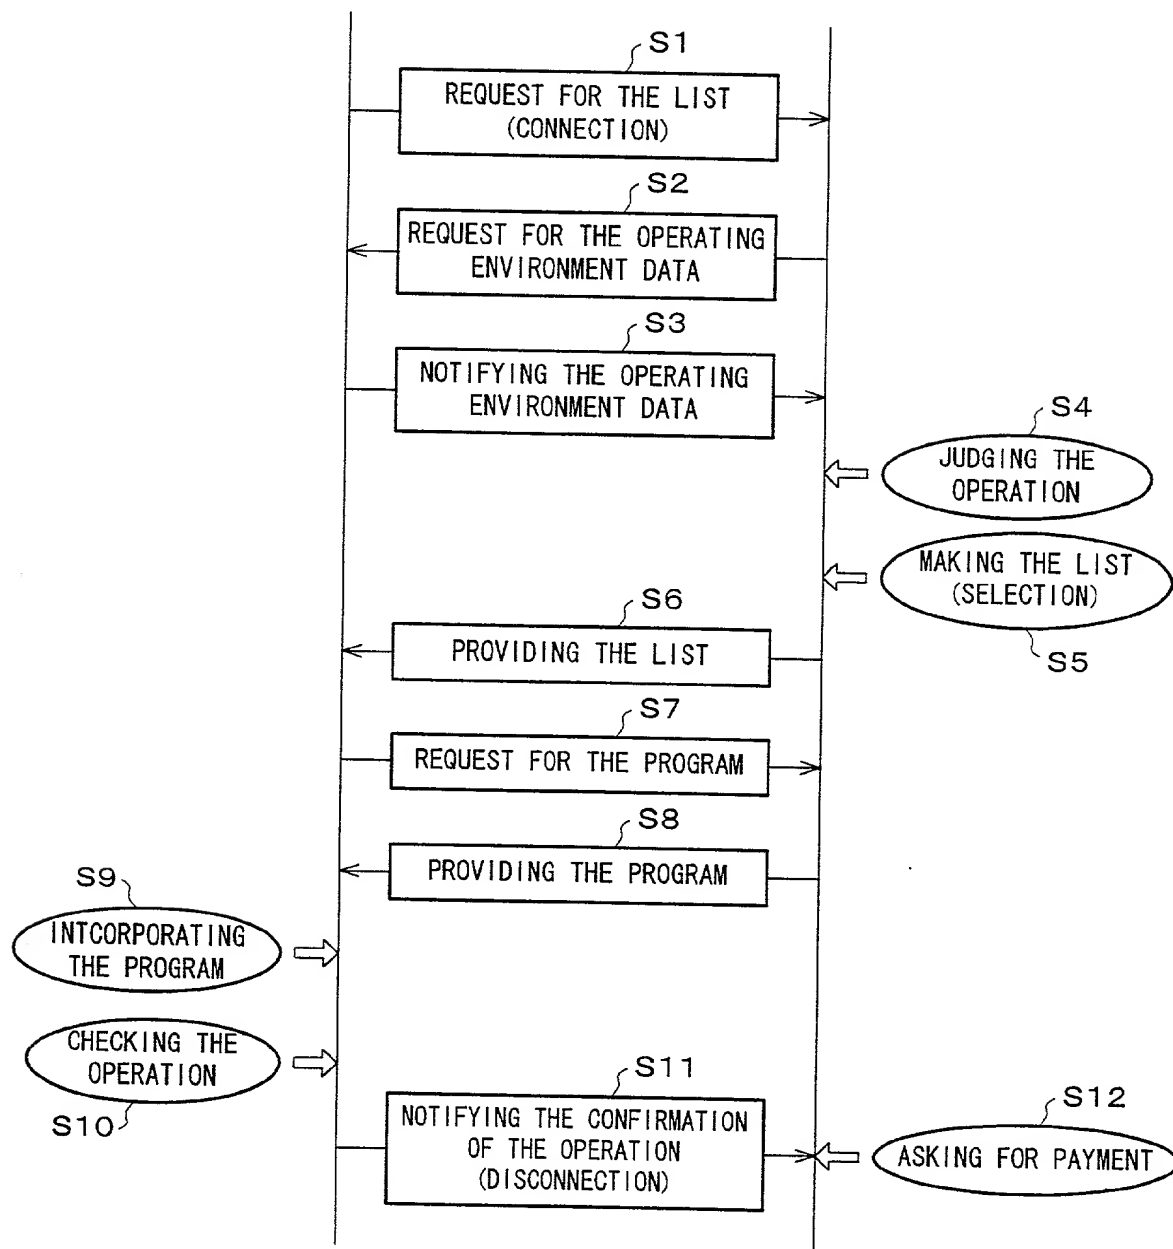 S1
REQUEST FOR THE LIST
(CONNECTION)
S2
REQUEST FOR THE OPERATING
ENVIRONMENT DATA
S3
NOTIFYING THE OPERATING
ENVIRONMENT DATA
S4
JUDGING THE
OPERATION
MAKING THE LIST
(SELECTION)
S5
S6
PROVIDING THE LIST
S7
REQUEST FOR THE PROGRAM
S8
PROVIDING THE PROGRAM
S9
INTCORPORATING
THE PROGRAM
CHECKING THE
OPERATION
S10
S11
NOTIFYING THE CONFIRMATION
OF THE OPERATION
(DISCONNECTION)
S12
ASKING FOR PAYMENT